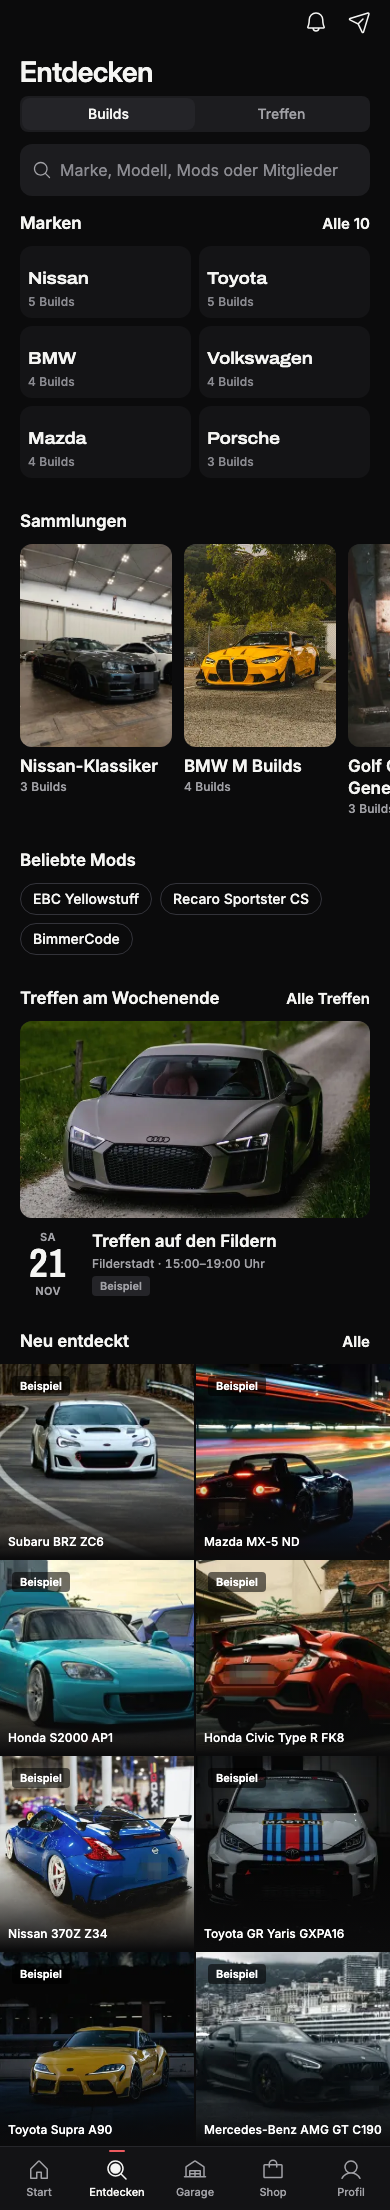 Entdecken
Builds
Treffen
Marke, Modell, Mods oder Mitglieder
Marken
Alle 10
Nissan
5 Builds
Toyota
5 Builds
BMW
4 Builds
Volkswagen
4 Builds
Mazda
4 Builds
Porsche
3 Builds
Sammlungen
Nissan-Klassiker
3 Builds
BMW M Builds
4 Builds
Golf
3 Builds
Beliebte Mods
EBC Yellowstuff
Recaro Sportster CS
BimmerCode
Treffen am Wochenende
Alle Treffen
SA
21
NOV
Treffen auf den Fildern
Filderstadt · 15:00–19:00 Uhr
Beispiel
Neu entdeckt
Alle
Beispiel
Subaru BRZ ZC6
Beispiel
Mazda MX-5 ND
Beispiel
Honda S2000 AP1
Beispiel
Honda Civic Type R FK8
Beispiel
Nissan 370Z Z34
Beispiel
MARTINI
Toyota GR Yaris GXPA16
Beispiel
Toyota Supra A90
Beispiel
Mercedes-Benz AMG GT C190
Start
Entdecken
Garage
Shop
Profil